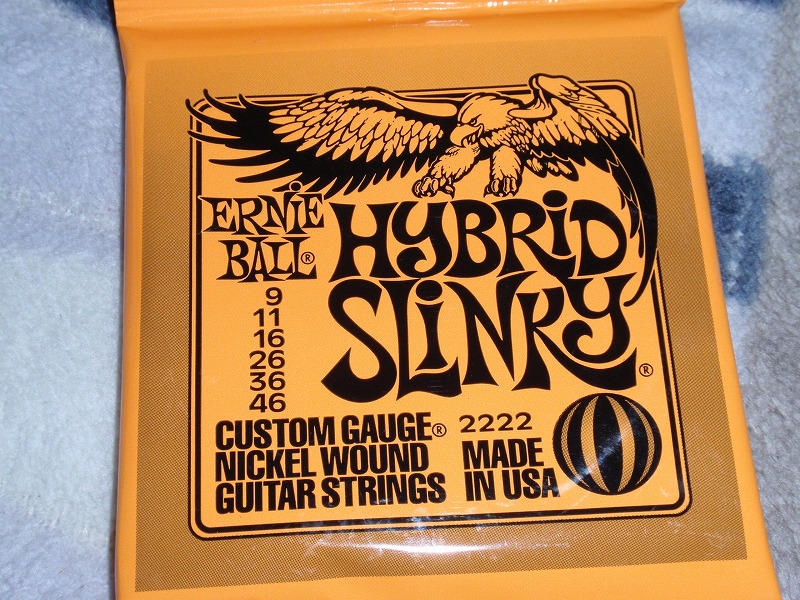 ERNIE
BALL®
HYBRID
SLINKY®
9
11
16
26
36
46
CUSTOM GAUGE®
NICKEL WOUND
GUITAR STRINGS
2222
MADE
IN USA